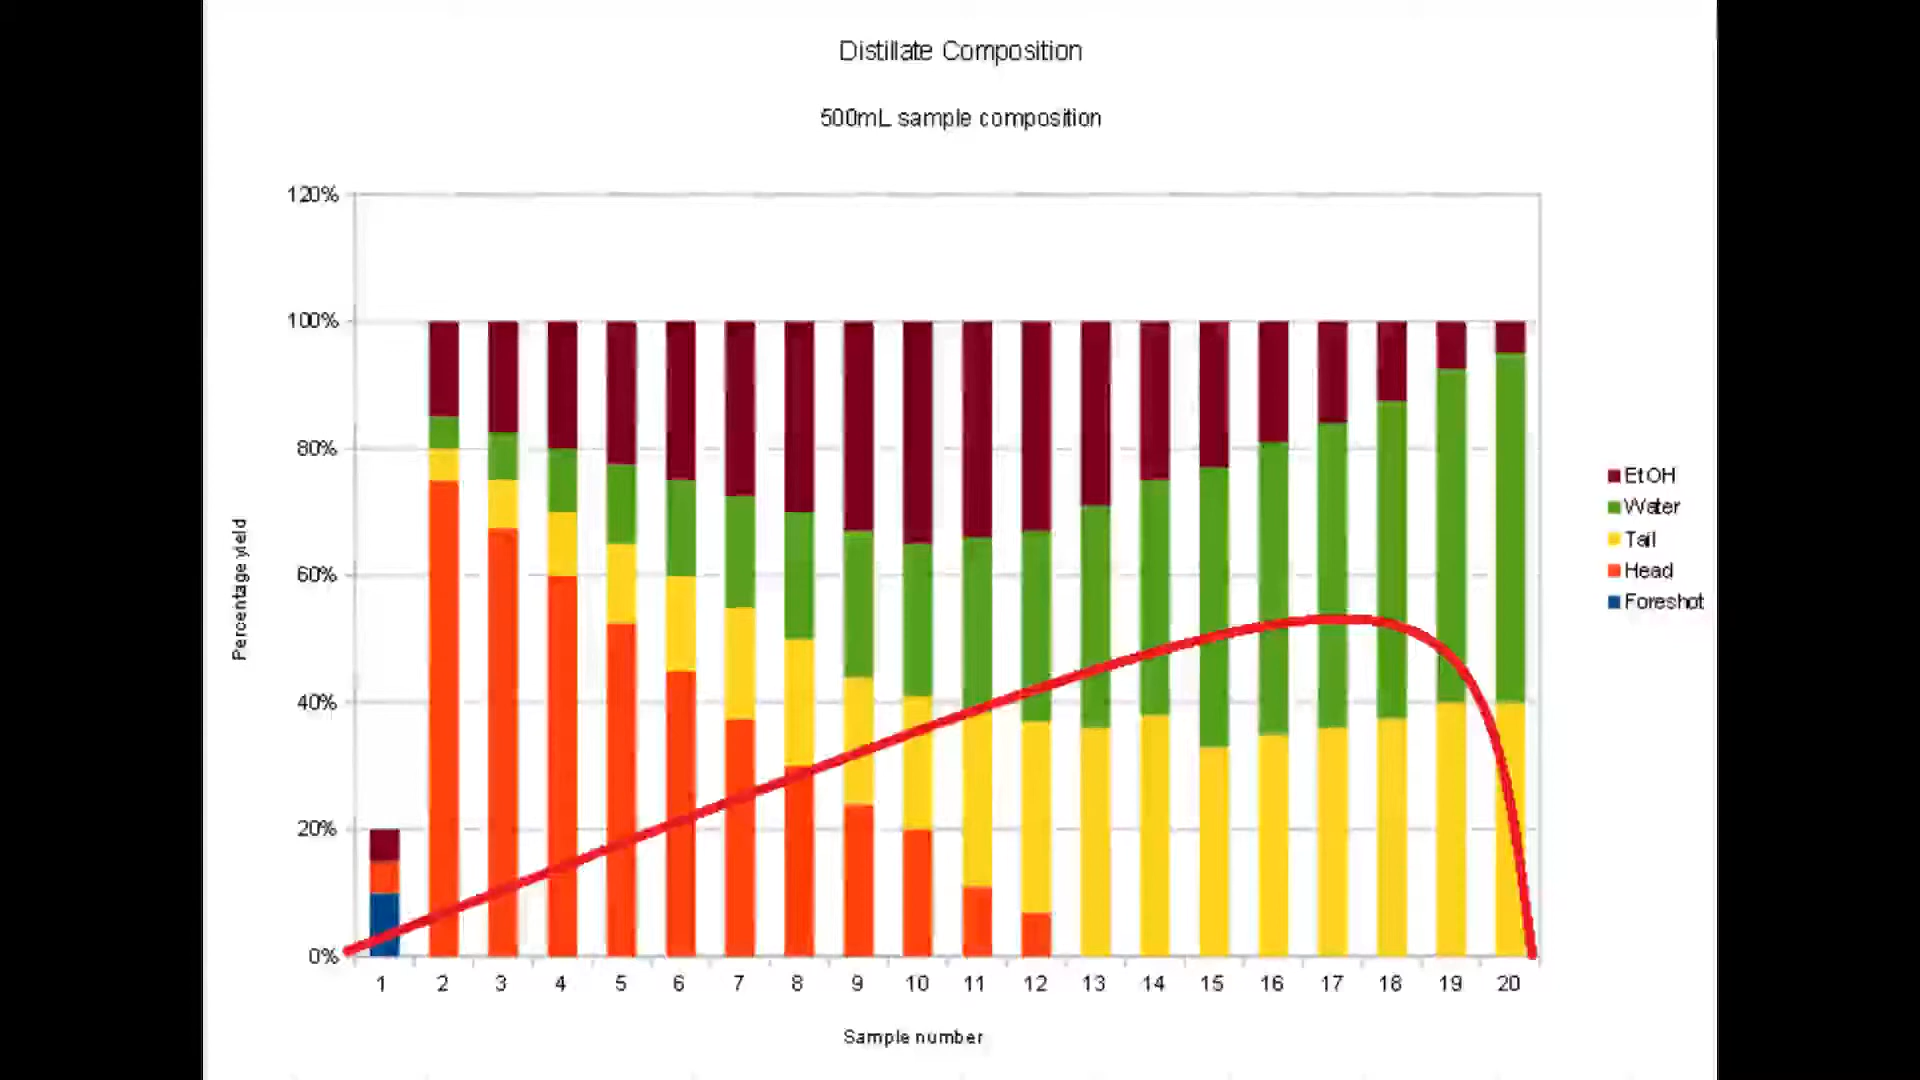 Distillate Composition
500mL sample composition
120%
100%
80%
60%
40%
20%
0%
Percentage yield
1 2 3 4 5 6 7 8 9 10 11 12 13 14 15 16 17 18 19 20
Sample number
EtOH
Water
Tail
Head
Foreshot